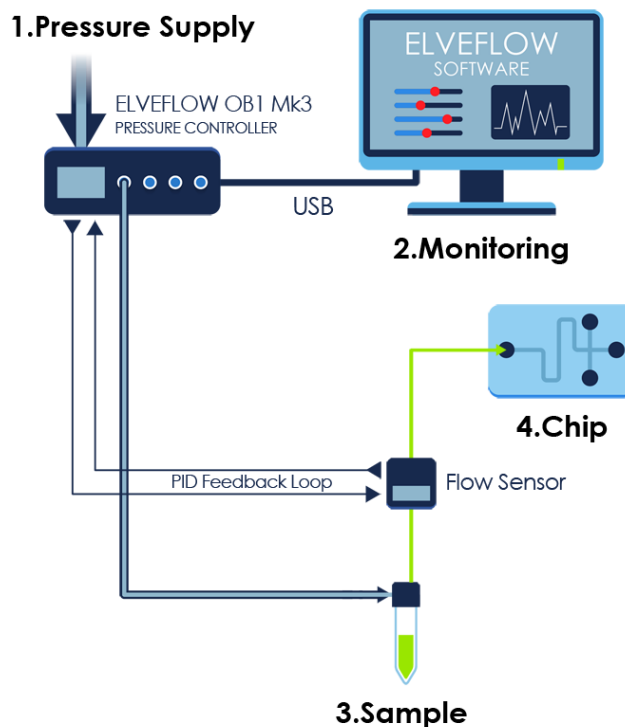 1.Pressure Supply
ELVEFLOW
SOFTWARE
ELVEFLOW OB1 Mk3
PRESSURE CONTROLLER
USB
2.Monitoring
4.Chip
PID Feedback Loop
Flow Sensor
3.Sample